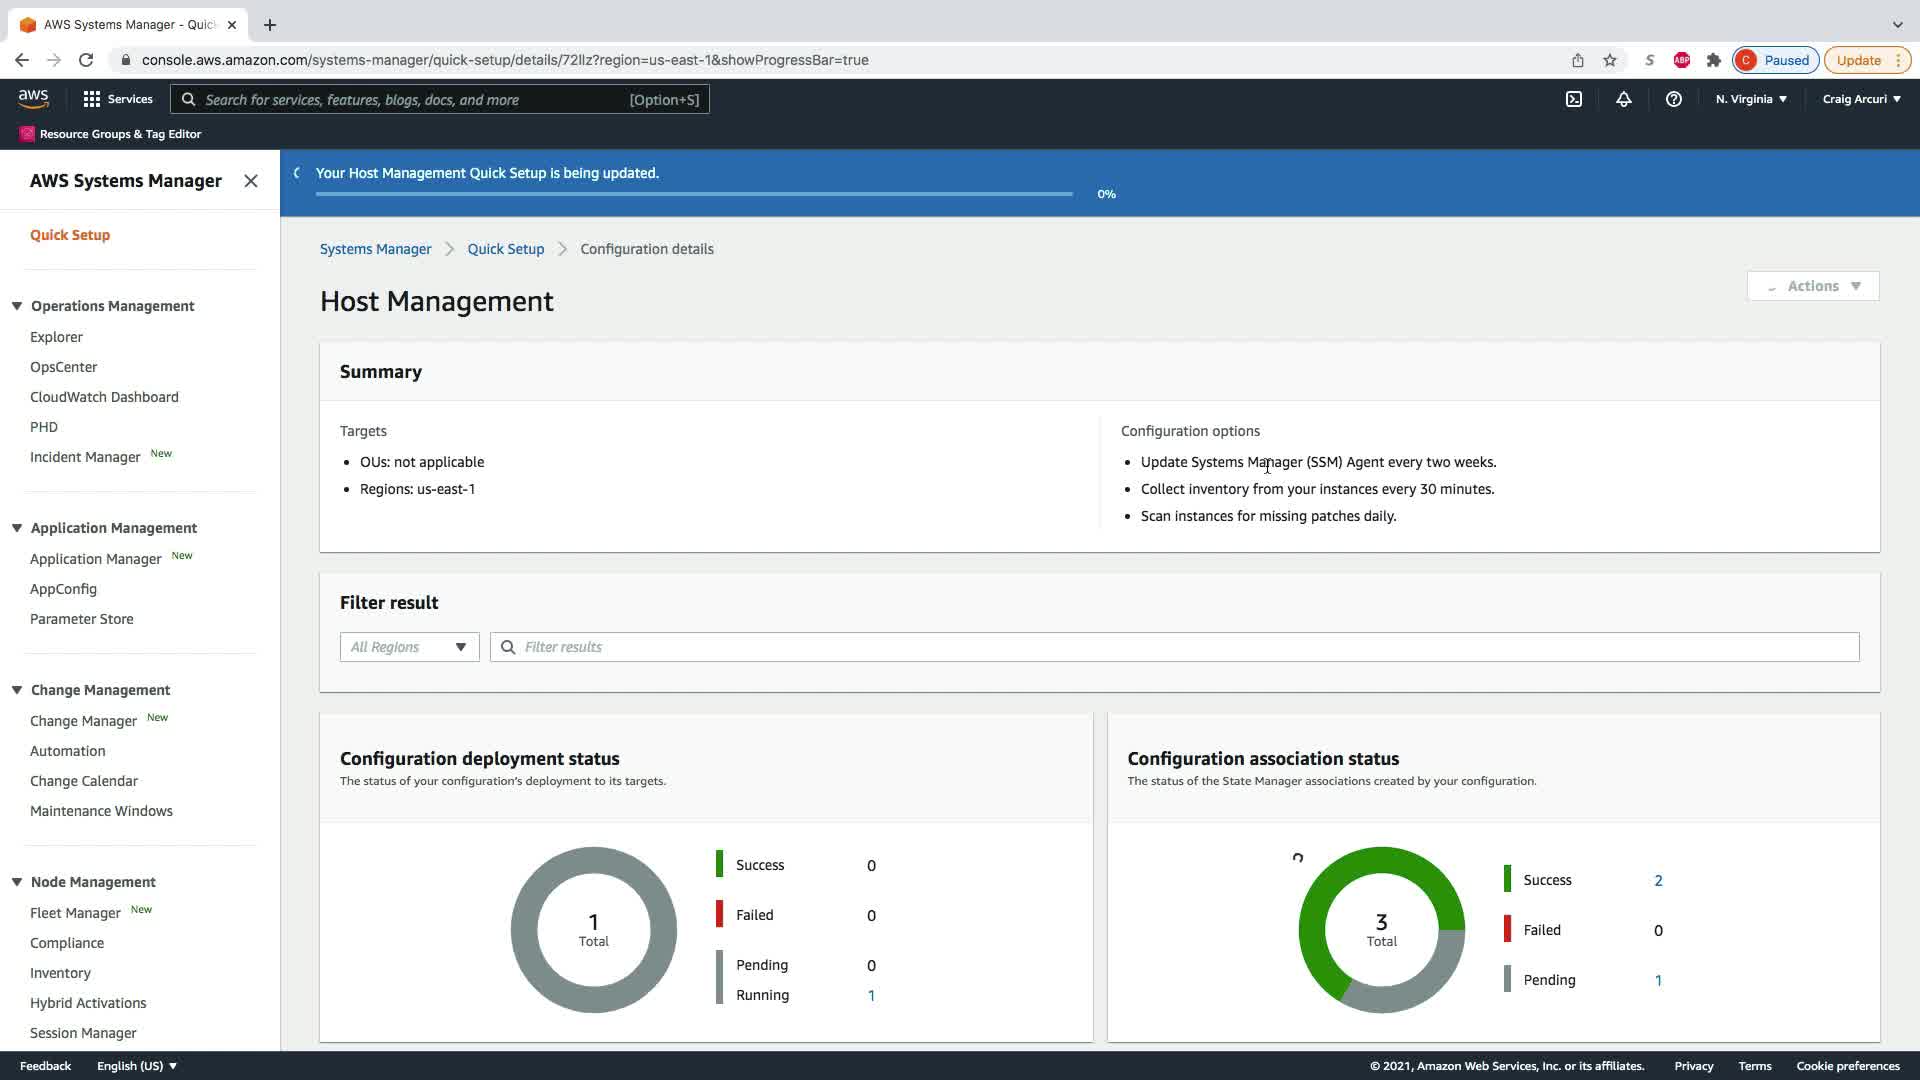 AWS Systems Manager - Quic
console.aws.amazon.com/systems-manager/quick-setup/details/72llz?region=us-east-1&showProgressBar=true
S
ABP
C
Paused
Update
aws
Services
Search for services, features, blogs, docs, and more
[Option+S]
N. Virginia
Craig Arcuri
Resource Groups & Tag Editor
AWS Systems Manager
Quick Setup
Operations Management
Explorer
OpsCenter
CloudWatch Dashboard
PHD
Incident Manager New
Application Management
Application Manager New
AppConfig
Parameter Store
Change Management
Change Manager New
Automation
Change Calendar
Maintenance Windows
Node Management
Fleet Manager New
Compliance
Inventory
Hybrid Activations
Session Manager
Your Host Management Quick Setup is being updated.
0%
Systems Manager
Quick Setup
Configuration details
Host Management
Actions
Summary
Targets
OUs: not applicable
Regions: us-east-1
Configuration options
Update Systems Manager (SSM) Agent every two weeks.
Collect inventory from your instances every 30 minutes.
Scan instances for missing patches daily.
Filter result
All Regions
Filter results
Configuration deployment status
The status of your configuration's deployment to its targets.
1
Total
Success 0
Failed 0
Pending 0
Running 1
Configuration association status
The status of the State Manager associations created by your configuration.
3
Total
Success 2
Failed 0
Pending 1
Feedback
English (US)
© 2021, Amazon Web Services, Inc. or its affiliates.
Privacy
Terms
Cookie preferences